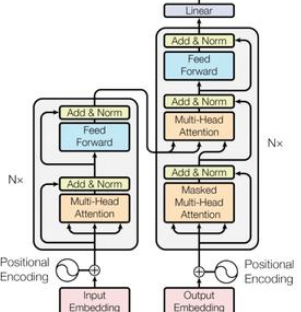 Linear
Add & Norm
Feed
Forward
Add & Norm
Multi-Head
Attention
Add & Norm
Masked
Multi-Head
Attention
N×
Positional
Encoding
Output
Embedding
Add & Norm
Feed
Forward
Add & Norm
Multi-Head
Attention
N×
Positional
Encoding
Input
Embedding